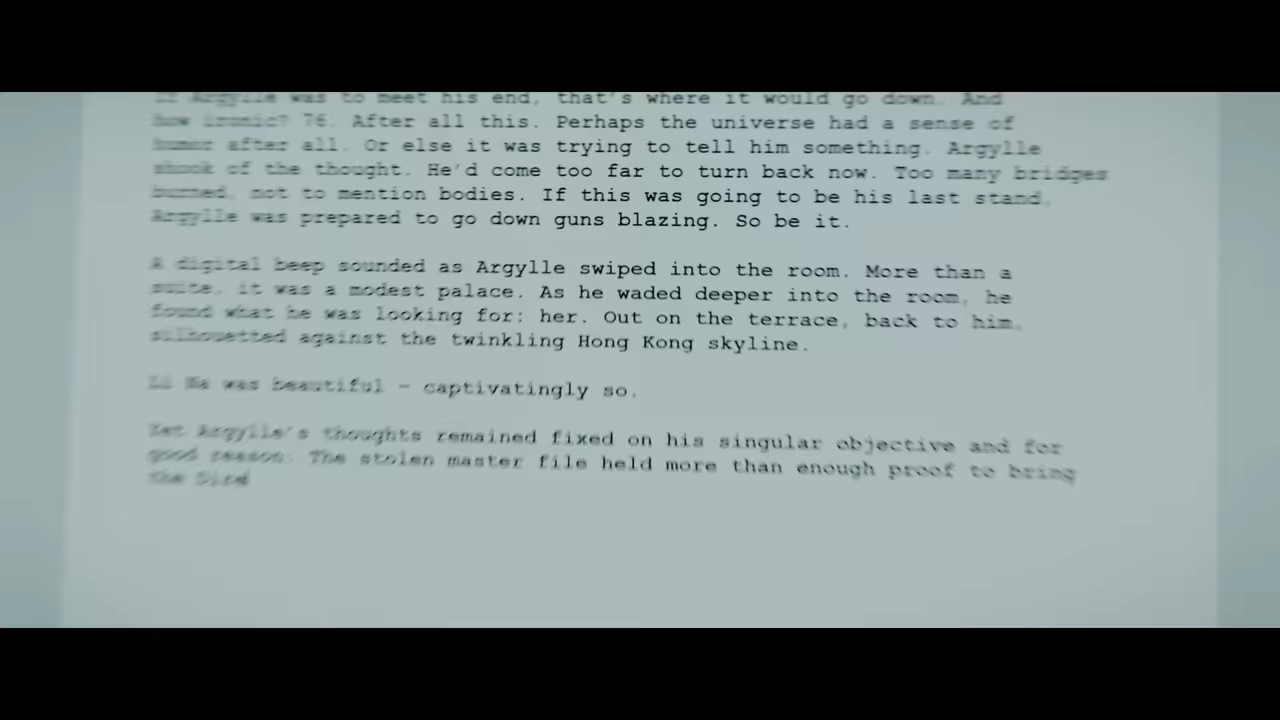 If Argylle was to meet his end, that's where it would go down. And
how ironic? 76. After all this. Perhaps the universe had a sense of
humor after all. Or else it was trying to tell him something. Argylle
shook of the thought. He'd come too far to turn back now. Too many bridges
burned, not to mention bodies. If this was going to be his last stand,
Argylle was prepared to go down guns blazing. So be it.
A digital beep sounded as Argylle swiped into the room. More than a
suite, it was a modest palace. As he waded deeper into the room, he
found what he was looking for: her. Out on the terrace, back to him,
silhouetted against the twinkling Hong Kong skyline.
Li Na was beautiful – captivatingly so.
Yet Argylle's thoughts remained fixed on his singular objective and for
good reason: The stolen master file held more than enough proof to bring
the